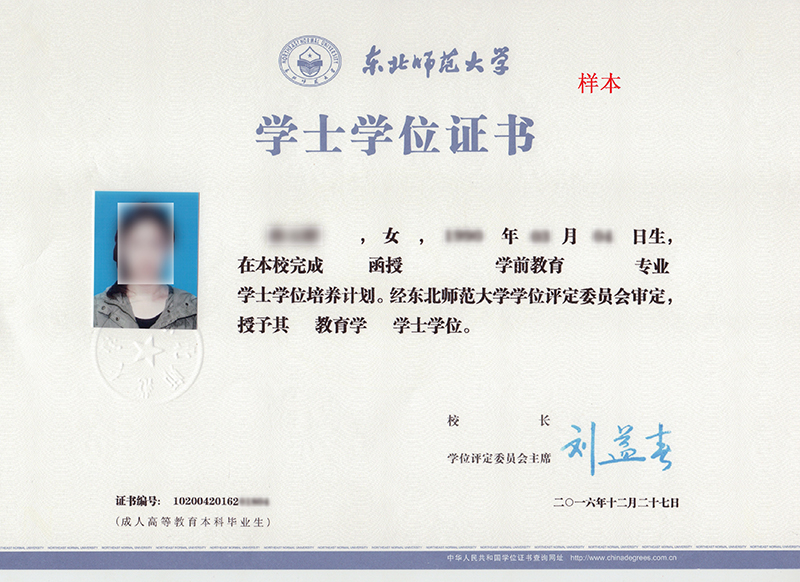 NORTHEAST NORMAL UNIVERSITY
东北师范大学
样本
学士学位证书
，女，年 月 日生，
在本校完成 函授 学前教育 专业
学士学位培养计划。经东北师范大学学位评定委员会审定，
授予其 教育学 学士学位。
校 长
学位评定委员会主席 刘益春
证书编号: 10200420162
二〇一六年十二月二十七日
(成人高等教育本科毕业生)
中华人民共和国学位证书查询网址 http://www.chinadegrees.com.cn